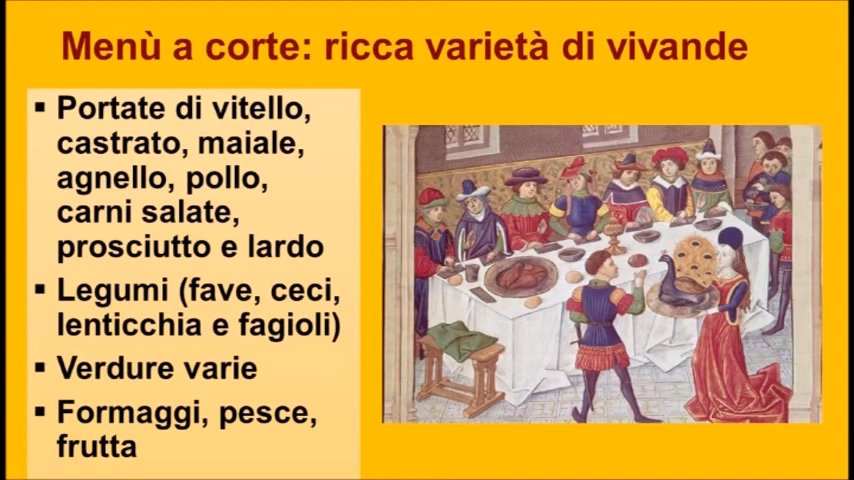 Menù a corte: ricca varietà di vivande
▪ Portate di vitello,
castrato, maiale,
agnello, pollo,
carni salate,
prosciutto e lardo
▪ Legumi (fave, ceci,
lenticchia e fagioli)
▪ Verdure varie
▪ Formaggi, pesce,
frutta